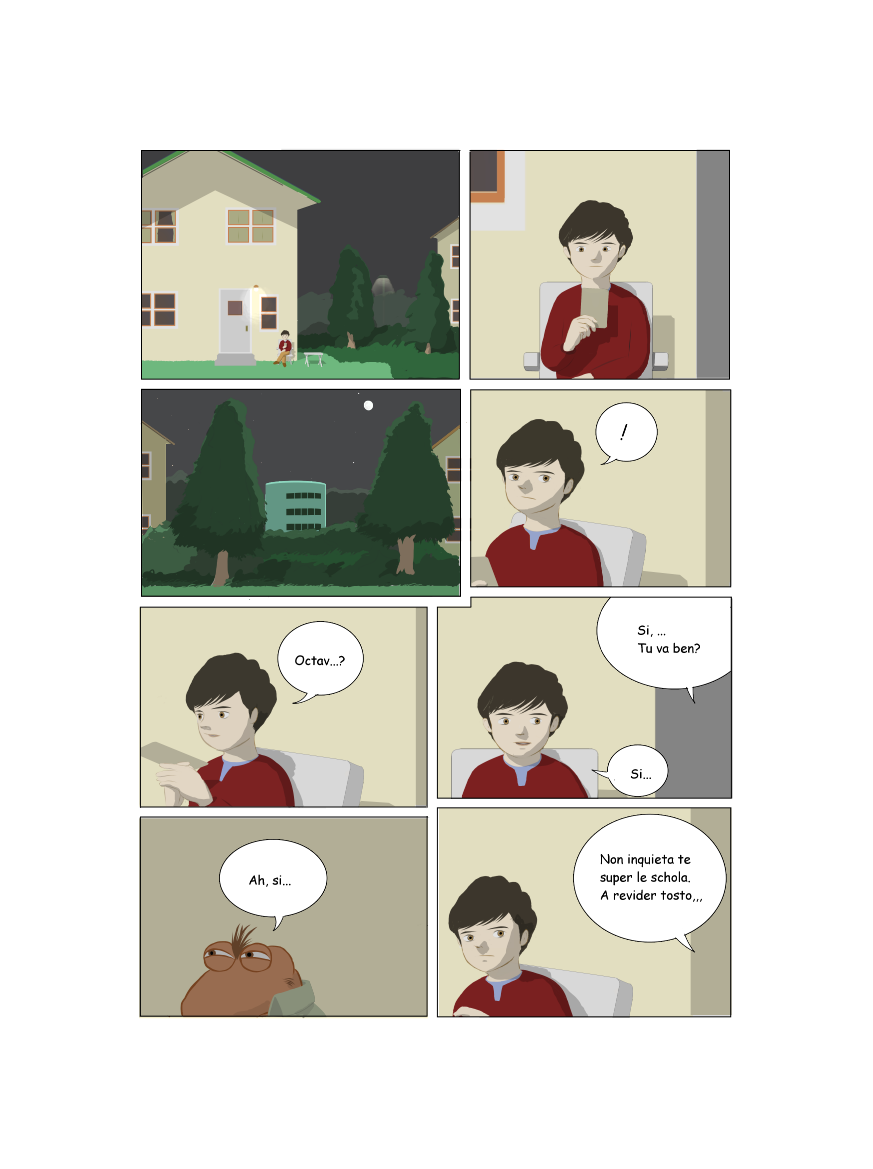 !
Octav...?
Si, ...
Tu va ben?
Si...
Ah, si...
Non inquieta te
super le schola.
A revider tosto,,,